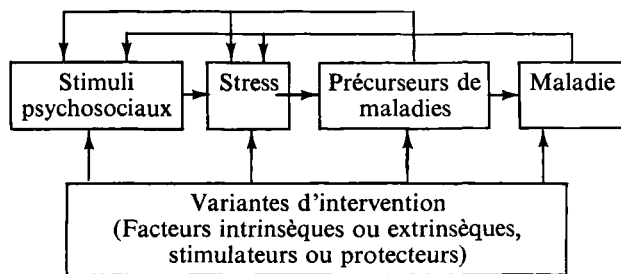 Stimuli
psychosociaux
Stress
Précurseurs de
maladies
Maladie
Variantes d'intervention
(Facteurs intrinsèques ou extrinsèques,
stimulateurs ou protecteurs)